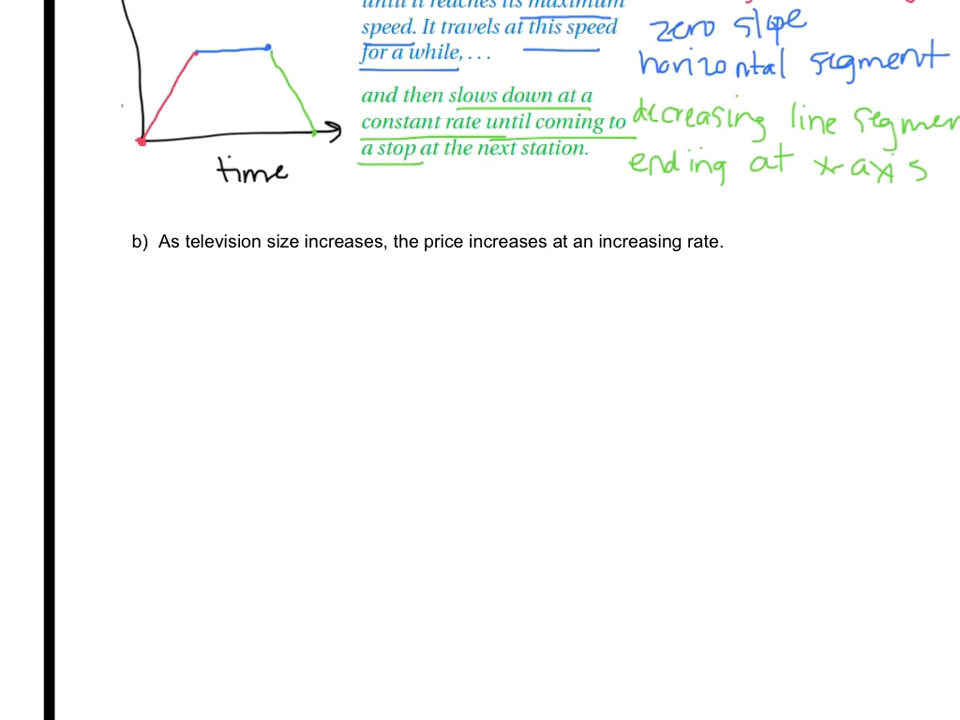 until it reaches its maximum
speed. It travels at this speed
for a while, . . .
zero slope
horizontal segment
and then slows down at a
constant rate until coming to
a stop at the next station.
decreasing line segmen
ending at x-axis
time
b) As television size increases, the price increases at an increasing rate.